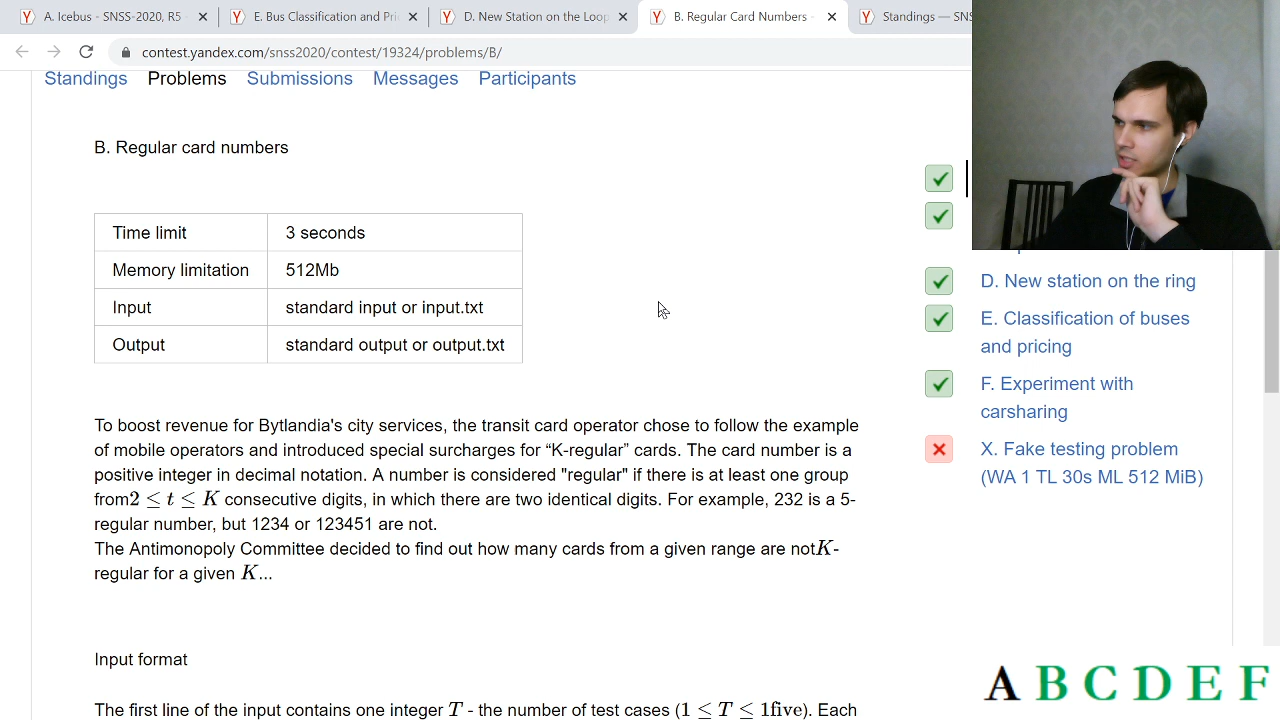 A. Icebus - SNSS-2020, R5 -
E. Bus Classification and Pri
D. New Station on the Loop
B. Regular Card Numbers -
Standings — SNS
contest.yandex.com/snss2020/contest/19324/problems/B/
Standings Problems Submissions Messages Participants
B. Regular card numbers
Time limit 3 seconds
Memory limitation 512Mb
Input standard input or input.txt
Output standard output or output.txt
D. New station on the ring
E. Classification of buses
and pricing
F. Experiment with
carsharing
X. Fake testing problem
(WA 1 TL 30s ML 512 MiB)
To boost revenue for Bytlandia's city services, the transit card operator chose to follow the example
of mobile operators and introduced special surcharge for “K-regular” cards. The card number is a
positive integer in decimal notation. A number is considered "regular" if there is at least one group
from2 ≤ t ≤ K consecutive digits, in which there are two identical digits. For example, 232 is a 5-
regular number, but 1234 or 123451 are not.
The Antimonopoly Committee decided to find out how many cards from a given range are notK-
regular for a given K...
Input format
The first line of the input contains one integer T - the number of test cases (1 ≤ T ≤ 1five). Each
A B C D E F